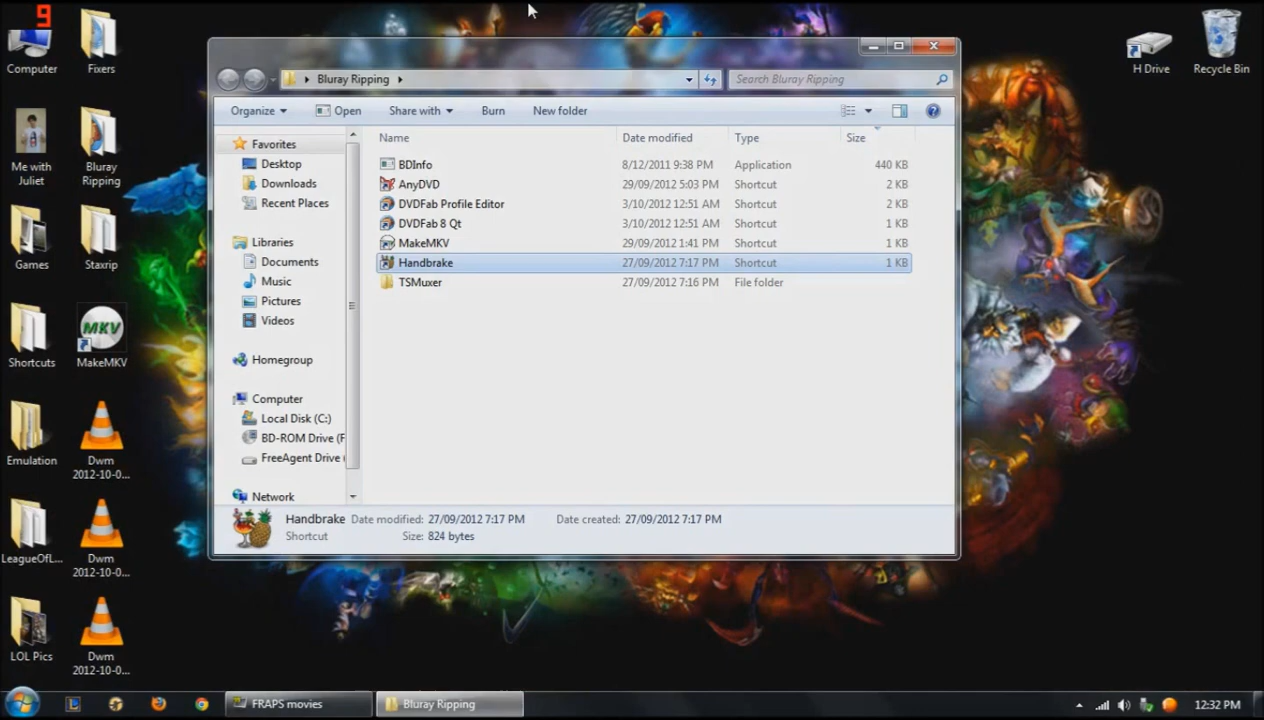 9
Computer
Fixers
Me with
Juliet
Bluray
Ripping
Games
Staxrip
Shortcuts
MKV
MakeMKV
Emulation
Dwm
2012-10-0...
LeagueOfL...
Dwm
2012-10-0...
LOL Pics
Dwm
2012-10-0...
H Drive
Recycle Bin
Bluray Ripping
Search Bluray Ripping
Organize
Open
Share with
Burn
New folder
Favorites
Desktop
Downloads
Recent Places
Libraries
Documents
Music
Pictures
Videos
Homegroup
Computer
Local Disk (C:)
BD-ROM Drive (F
FreeAgent Drive (
Network
Name Date modified Type Size
BDInfo 8/12/2011 9:38 PM Application 440 KB
AnyDVD 29/09/2012 5:03 PM Shortcut 2 KB
DVDFab Profile Editor 3/10/2012 12:51 AM Shortcut 2 KB
DVDFab 8 Qt 3/10/2012 12:51 AM Shortcut 1 KB
MakeMKV 29/09/2012 1:41 PM Shortcut 1 KB
Handbrake 27/09/2012 7:17 PM Shortcut 1 KB
TSMuxer 27/09/2012 7:16 PM File folder
Handbrake Date modified: 27/09/2012 7:17 PM Date created: 27/09/2012 7:17 PM
Shortcut Size: 824 bytes
FRAPS movies
Bluray Ripping
12:32 PM